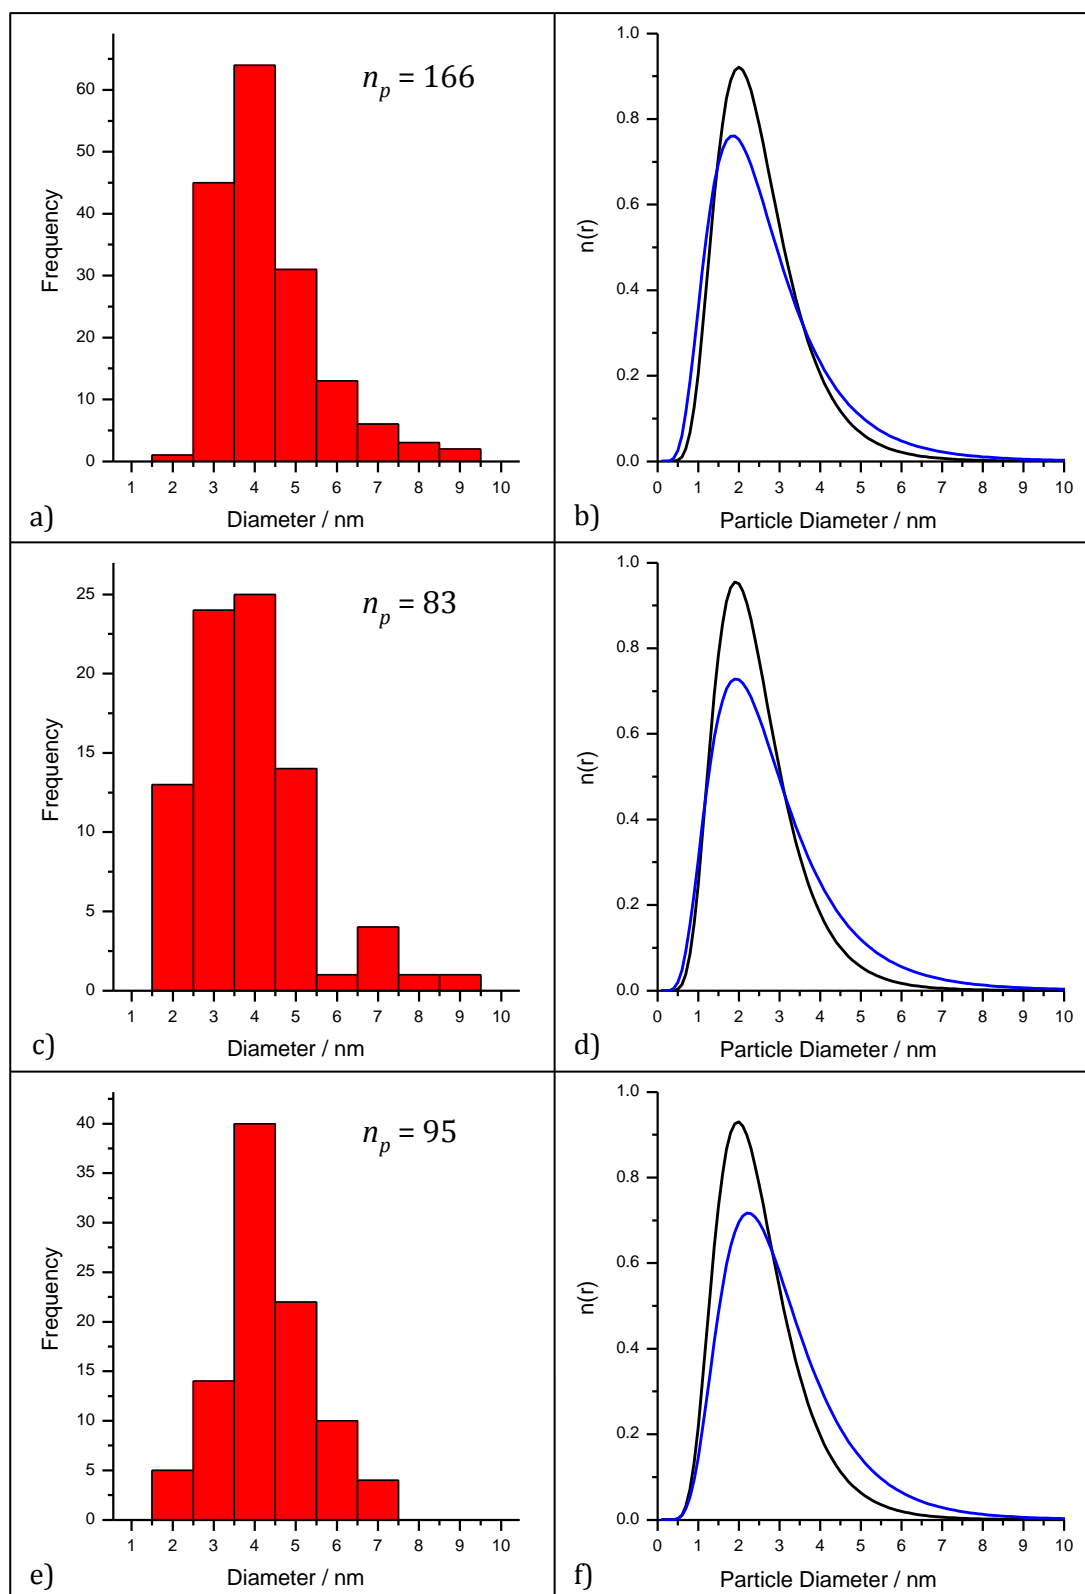 n_p = 166
Frequency
60
50
40
30
20
10
0
1 2 3 4 5 6 7 8 9 10
a)
Diameter / nm
1.0
0.8
0.6
0.4
0.2
0.0
n(r)
0 1 2 3 4 5 6 7 8 9 10
b)
Particle Diameter / nm
n_p = 83
Frequency
25
20
15
10
5
0
1 2 3 4 5 6 7 8 9 10
c)
Diameter / nm
1.0
0.8
0.6
0.4
0.2
0.0
n(r)
0 1 2 3 4 5 6 7 8 9 10
d)
Particle Diameter / nm
n_p = 95
Frequency
40
35
30
25
20
15
10
5
0
1 2 3 4 5 6 7 8 9 10
e)
Diameter / nm
1.0
0.8
0.6
0.4
0.2
0.0
n(r)
0 1 2 3 4 5 6 7 8 9 10
f)
Particle Diameter / nm